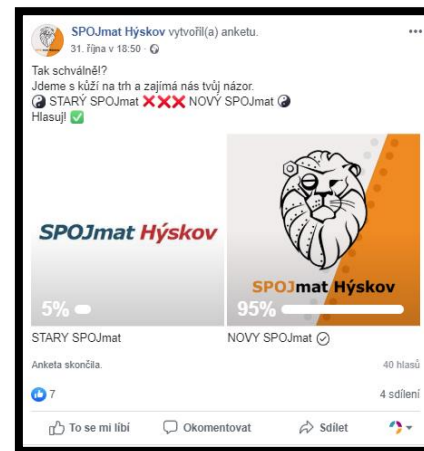 SPOJmat Hýskov vytvořil(a) anketu.
31. října v 18:50 ·
Tak schválně!?
Jdeme s kůží na trh a zajímá nás tvůj názor.
STARÝ SPOJmat ❌❌❌ NOVÝ SPOJmat
Hlasuj! ✅
SPOJmat Hýskov
SPOJmat Hýskov
5%
95%
STARY SPOJmat
NOVY SPOJmat
Anketa skončila.
40 hlasů
7
4 sdílení
To se mi líbí
Okomentovat
Sdílet